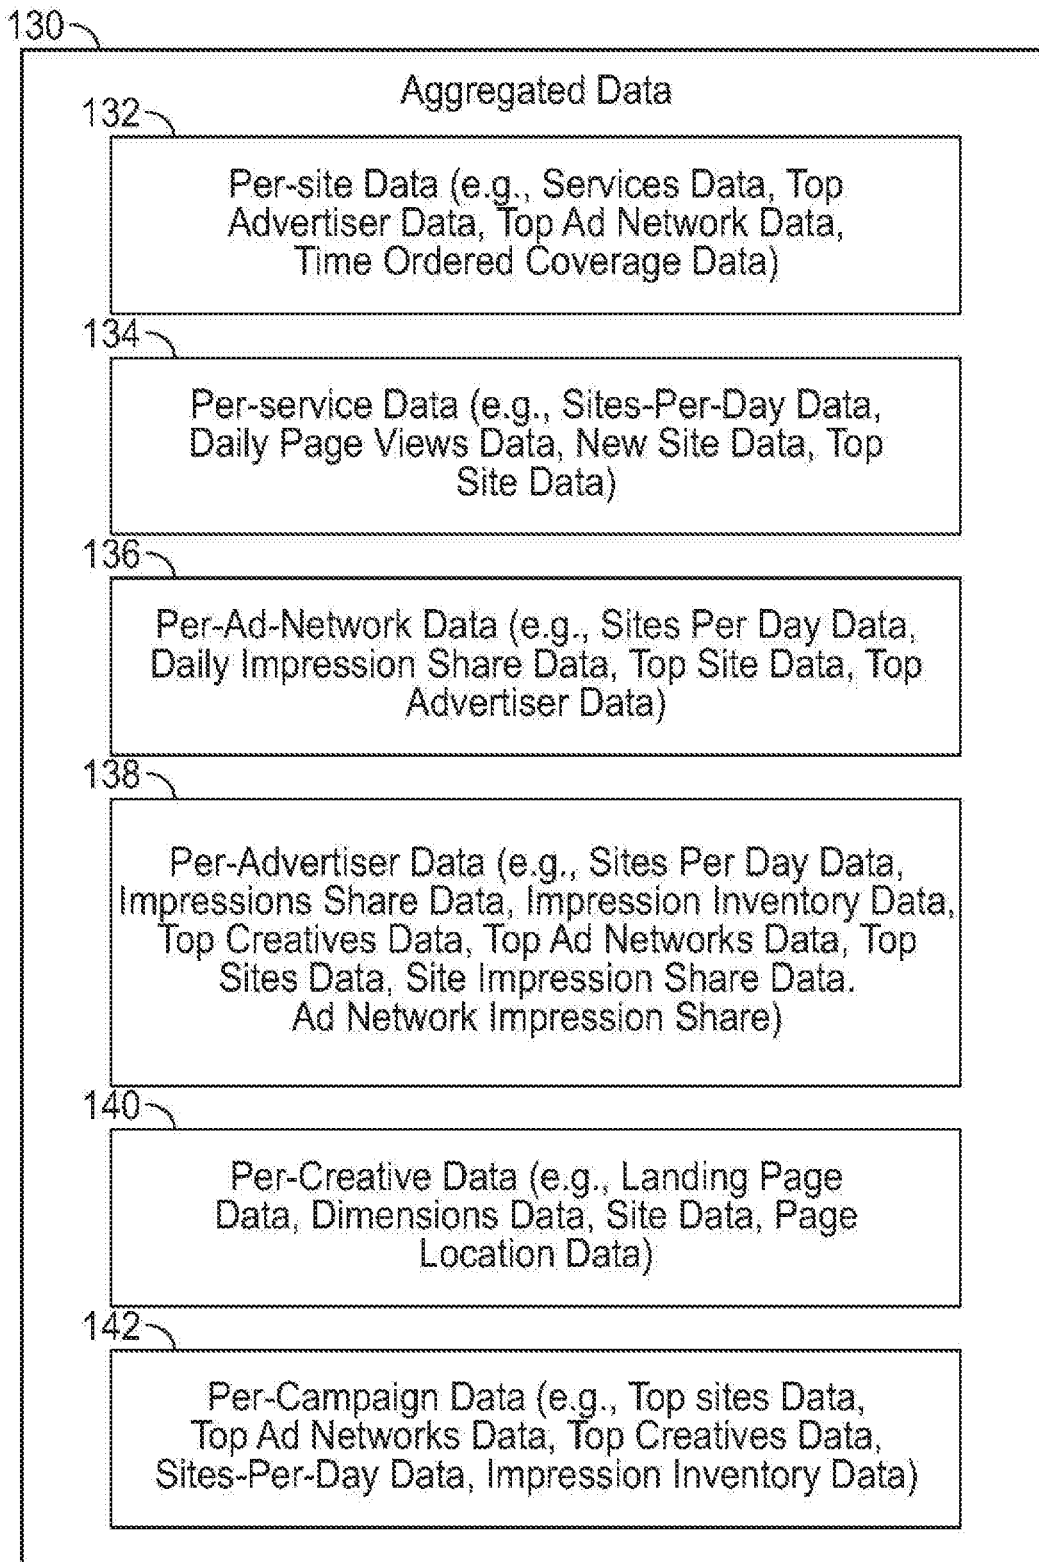 130
Aggregated Data
132
Per-site Data (e.g., Services Data, Top
Advertiser Data, Top Ad Network Data,
Time Ordered Coverage Data)
134
Per-service Data (e.g., Sites-Per-Day Data,
Daily Page Views Data, New Site Data, Top
Site Data)
136
Per-Ad-Network Data (e.g., Sites Per Day Data,
Daily Impression Share Data, Top Site Data, Top
Advertiser Data)
138
Per-Advertiser Data (e.g., Sites Per Day Data,
Impressions Share Data, Impression Inventory Data,
Top Creatives Data, Top Ad Networks Data, Top
Sites Data, Site Impression Share Data.
Ad Network Impression Share)
140
Per-Creative Data (e.g., Landing Page
Data, Dimensions Data, Site Data, Page
Location Data)
142
Per-Campaign Data (e.g., Top sites Data,
Top Ad Networks Data, Top Creatives Data,
Sites-Per-Day Data, Impression Inventory Data)